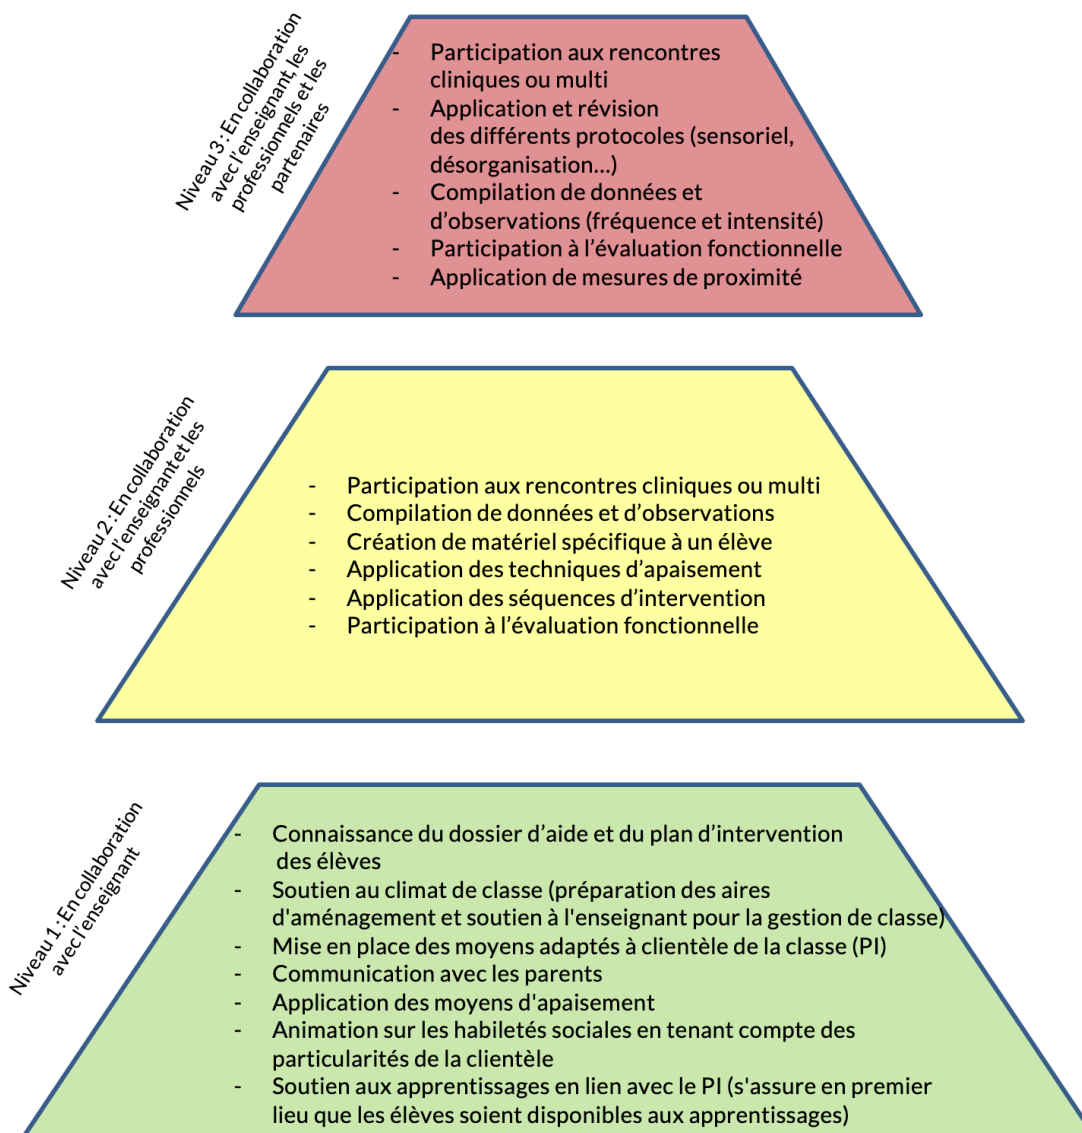 Niveau 3 : En collaboration
avec l'enseignant, les
professionnels et les
partenaires
- Participation aux rencontres
cliniques ou multi
- Application et révision
des différents protocoles (sensoriel,
désorganisation...)
- Compilation de données et
d'observations (fréquence et intensité)
- Participation à l'évaluation fonctionnelle
- Application de mesures de proximité
Niveau 2 : En collaboration
avec l'enseignant et les
professionnels
- Participation aux rencontres cliniques ou multi
- Compilation de données et d'observations
- Création de matériel spécifique à un élève
- Application des techniques d'apaisement
- Application des séquences d'intervention
- Participation à l'évaluation fonctionnelle
Niveau 1 : En collaboration
avec l'enseignant
- Connaissance du dossier d'aide et du plan d'intervention
des élèves
- Soutien au climat de classe (préparation des aires
d'aménagement et soutien à l'enseignant pour la gestion de classe)
- Mise en place des moyens adaptés à clientèle de la classe (PI)
- Communication avec les parents
- Application des moyens d'apaisement
- Animation sur les habiletés sociales en tenant compte des
particularités de la clientèle
- Soutien aux apprentissages en lien avec le PI (s'assure en premier
lieu que les élèves soient disponibles aux apprentissages)